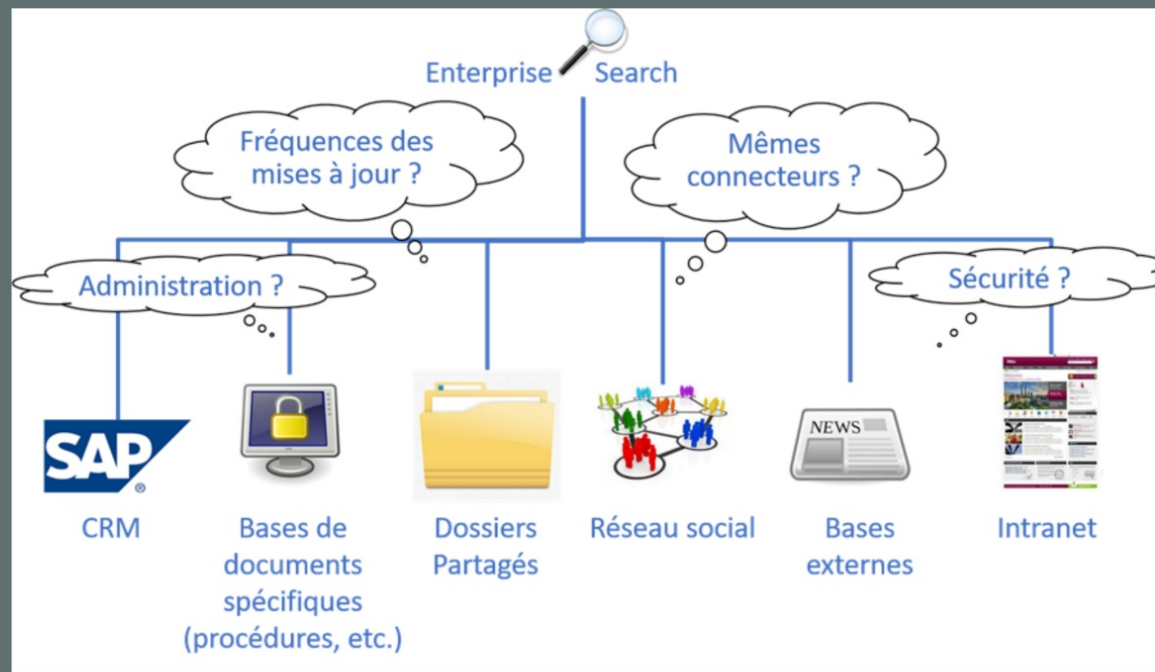 Enterprise Search
Fréquences des
mises à jour ?
Mêmes
connecteurs ?
Administration ?
Sécurité ?
SAP
®
NEWS
CRM
Bases de
documents
spécifiques
(procédures, etc.)
Dossiers
Partagés
Réseau social
Bases
externes
Intranet